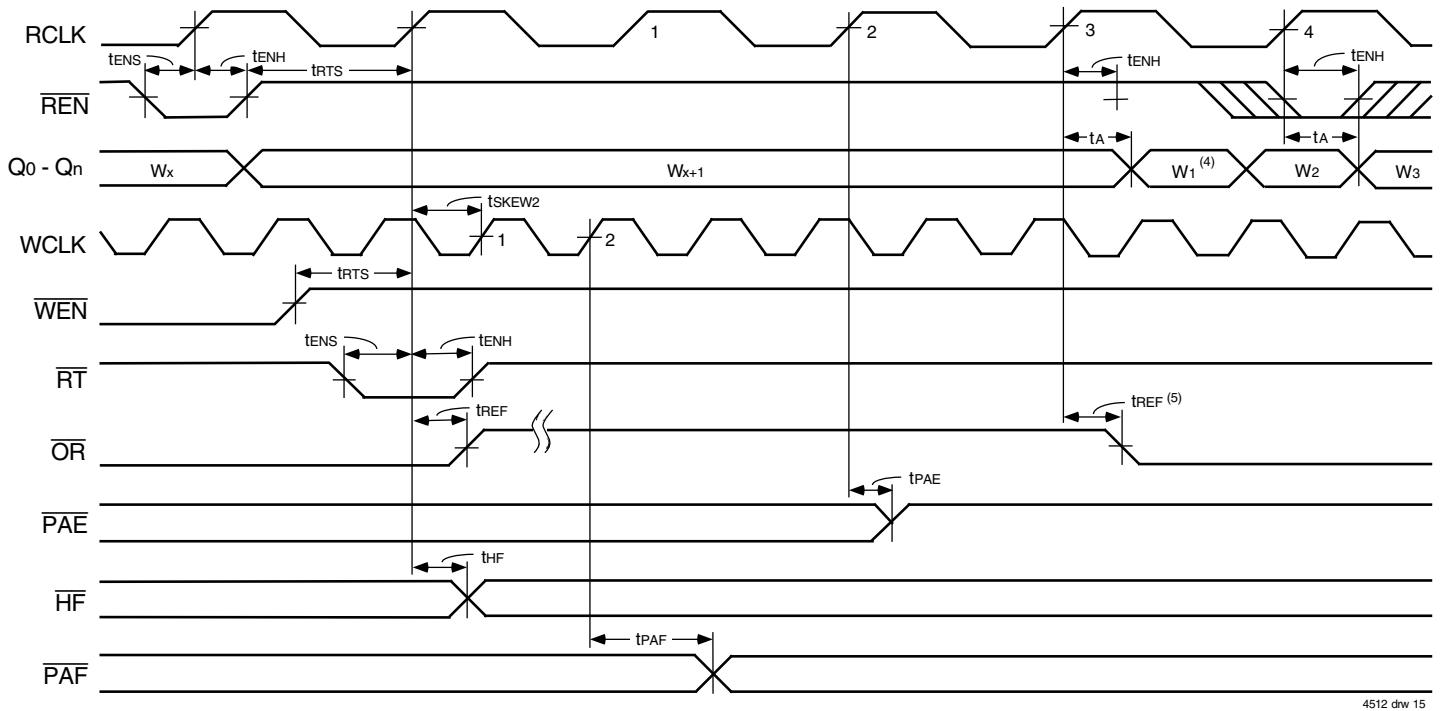 RCLK 1 2 3 4
tENS tENH tRTS tENH tENH
REN
tA tA
Q0 - Qn Wx Wx+1 W1 (4) W2 W3
tSKEW2
WCLK 1 2
tRTS
WEN
tENS tENH
RT
tREF tREF (5)
OR
tPAE
PAE
tHF
HF
tPAF
PAF
4512 drw 15